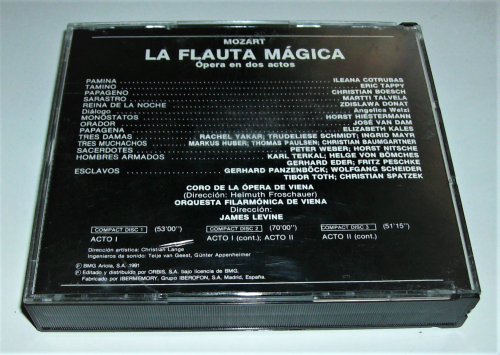 MOZART
LA FLAUTA MÁGICA
Ópera en dos actos
PAMINA ILEANA COTRUBAS
TAMINO ERIC TAPPY
PAPAGENO CHRISTIAN BOESCH
SARASTRO MARTTI TALVELA
REINA DE LA NOCHE ZDISLAWA DONAT
Diálogo Angelica Welzl
MONÓSTATOS HORST HIESTERMANN
ORADOR JOSÉ VAN DAM
PAPAGENA ELIZABETH KALES
TRES DAMAS RACHEL YAKAR; TRUDELIESE SCHMIDT; INGRID MAYR
TRES MUCHACHOS MARKUS HUBER; THOMAS PAULSEN; CHRISTIAN BAUMGARTNER
SACERDOTES PETER WEBER; HORST NITSCHE
HOMBRES ARMADOS KARL TERKAL; HELGE VON BÖMCHES
GERHARD EDER; FRITZ PESCHKE
ESCLAVOS GERHARD PANZENBÖCK; WOLFGANG SCHEIDER
TIBOR TOTH; CHRISTIAN SPATZEK
CORO DE LA ÓPERA DE VIENA
(Dirección: Helmuth Froschauer)
ORQUESTA FILARMÓNICA DE VIENA
Dirección:
JAMES LEVINE
COMPACT DISC 1 (53'00") COMPACT DISC 2 (70'00") COMPACT DISC 3 (51'15")
ACTO I ACTO I (cont.); ACTO II ACTO II (cont.)
Dirección artística: Christian Lange
Ingenieros de sonido: Teije van Geest, Günter Appenheimer
℗ BMG Ariola, S.A. 1991
© Editado y distribuido por ORBIS, S.A. bajo licencia de BMG.
Fabricado por IBERMEMORY, Grupo IBEROFON, S.A, Madrid, España.